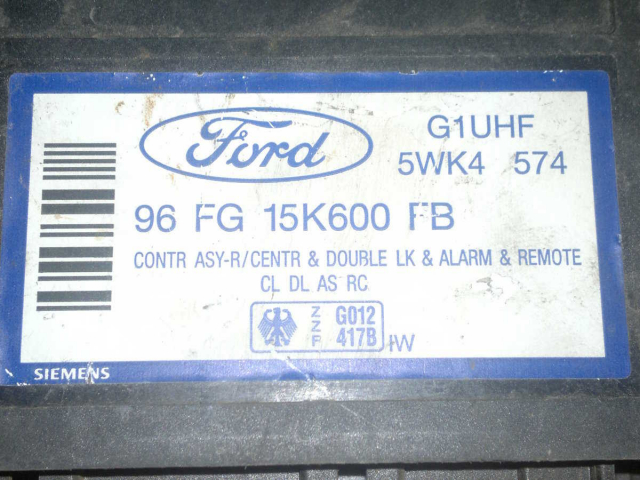 Ford
G1UHF
5WK4 574
96 FG 15K600 FB
CONTR ASY-R/CENTR & DOUBLE LK & ALARM & REMOTE
CL DL AS RC
ZZF
G012
417B
IW
SIEMENS